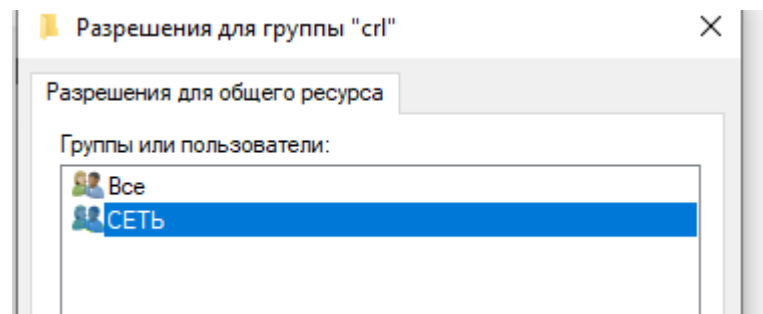 Разрешения для группы "crl"
Разрешения для общего ресурса
Группы или пользователи:
Все
СЕТЬ